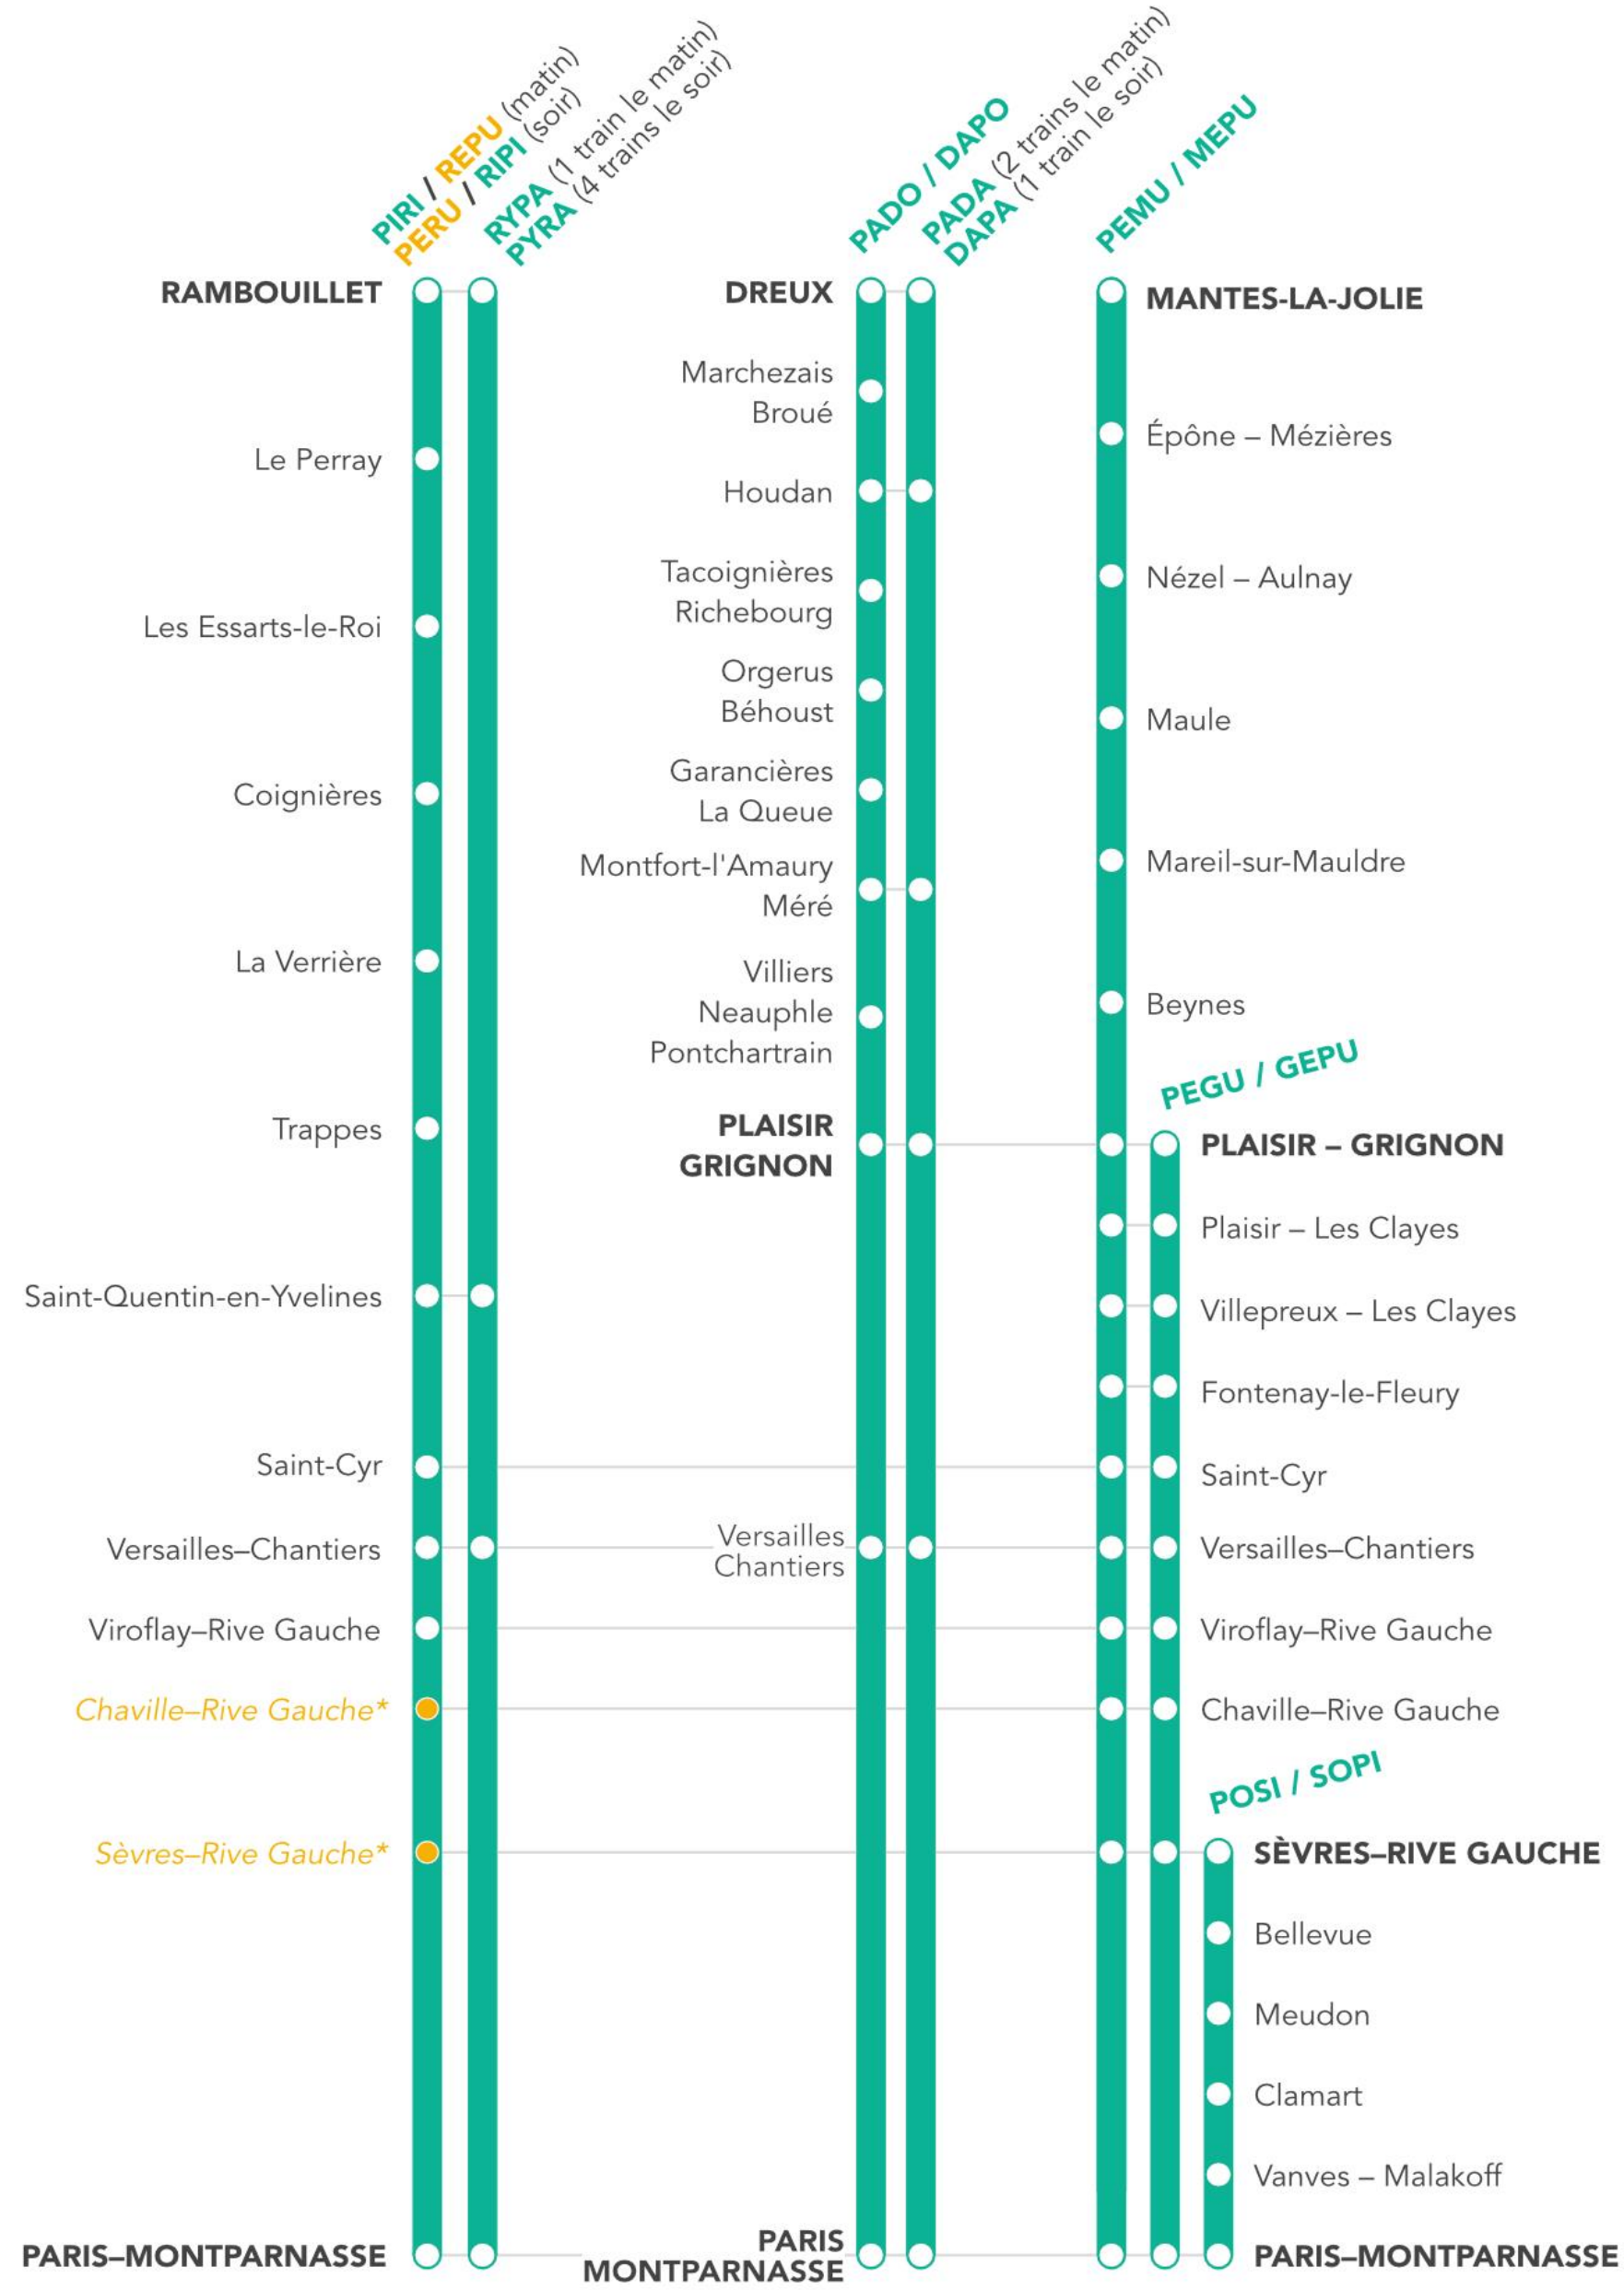 PIRI / REPU (matin)
PERU / RIPI (soir)
RYPA (1 train le matin)
PYRA (4 trains le soir)
RAMBOUILLET
Le Perray
Les Essarts-le-Roi
Coignières
La Verrière
Trappes
Saint-Quentin-en-Yvelines
Saint-Cyr
Versailles–Chantiers
Viroflay–Rive Gauche
Chaville–Rive Gauche*
Sèvres–Rive Gauche*
PARIS–MONTPARNASSE
PADO / DAPO
PADA (2 trains le matin)
DAPA (1 train le soir)
DREUX
Marchezais
Broué
Houdan
Tacoignières
Richebourg
Orgerus
Béhoust
Garancières
La Queue
Montfort-l'Amaury
Méré
Villiers
Neauphle
Pontchartrain
PLAISIR
GRIGNON
Versailles
Chantiers
PARIS
MONTPARNASSE
PEMU / MEPU
MANTES-LA-JOLIE
Épône – Mézières
Nézel – Aulnay
Maule
Mareil-sur-Mauldre
Beynes
PEGU / GEPU
PLAISIR – GRIGNON
Plaisir – Les Clayes
Villepreux – Les Clayes
Fontenay-le-Fleury
Saint-Cyr
Versailles–Chantiers
Viroflay–Rive Gauche
Chaville–Rive Gauche
POSI / SOPI
SÈVRES–RIVE GAUCHE
Bellevue
Meudon
Clamart
Vanves – Malakoff
PARIS–MONTPARNASSE